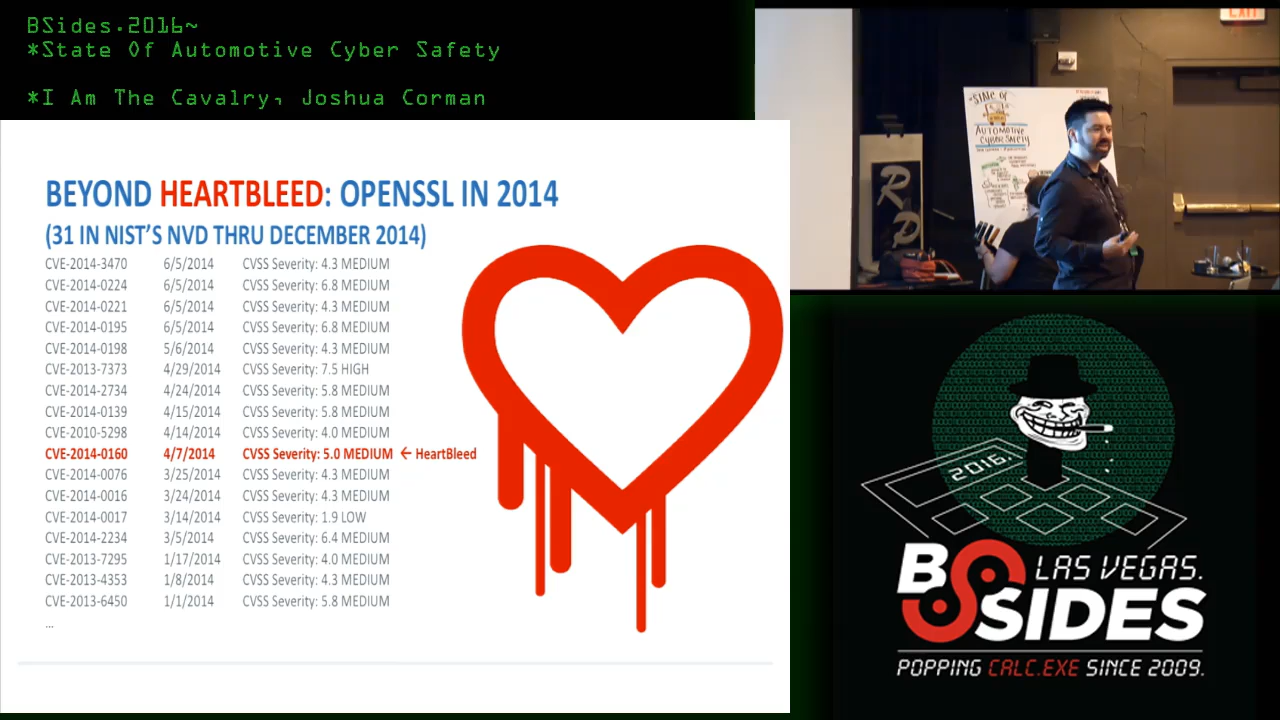 BSides.2016~
*State Of Automotive Cyber Safety
*I Am The Cavalry, Joshua Corman
BEYOND HEARTBLEED: OPENSSL IN 2014
(31 IN NIST'S NVD THRU DECEMBER 2014)
CVE-2014-3470 6/5/2014 CVSS Severity: 4.3 MEDIUM
CVE-2014-0224 6/5/2014 CVSS Severity: 6.8 MEDIUM
CVE-2014-0221 6/5/2014 CVSS Severity: 4.3 MEDIUM
CVE-2014-0195 6/5/2014 CVSS Severity: 6.8 MEDIUM
CVE-2014-0198 5/6/2014 CVSS Severity: 4.3 MEDIUM
CVE-2013-7373 4/29/2014 CVSS Severity: 7.5 HIGH
CVE-2014-2734 4/24/2014 CVSS Severity: 5.8 MEDIUM
CVE-2014-0139 4/15/2014 CVSS Severity: 5.8 MEDIUM
CVE-2010-5298 4/14/2014 CVSS Severity: 4.0 MEDIUM
CVE-2014-0160 4/7/2014 CVSS Severity: 5.0 MEDIUM ← HeartBleed
CVE-2014-0076 3/25/2014 CVSS Severity: 4.3 MEDIUM
CVE-2014-0016 3/24/2014 CVSS Severity: 4.3 MEDIUM
CVE-2014-0017 3/14/2014 CVSS Severity: 1.9 LOW
CVE-2014-2234 3/5/2014 CVSS Severity: 6.4 MEDIUM
CVE-2013-7295 1/17/2014 CVSS Severity: 4.0 MEDIUM
CVE-2013-4353 1/8/2014 CVSS Severity: 4.3 MEDIUM
CVE-2013-6450 1/1/2014 CVSS Severity: 5.8 MEDIUM
...
EXIT
AUTOMOTIVE
CYBER SAFETY
2016.
BSIDES LAS VEGAS.
POPPING CALC.EXE SINCE 2009.